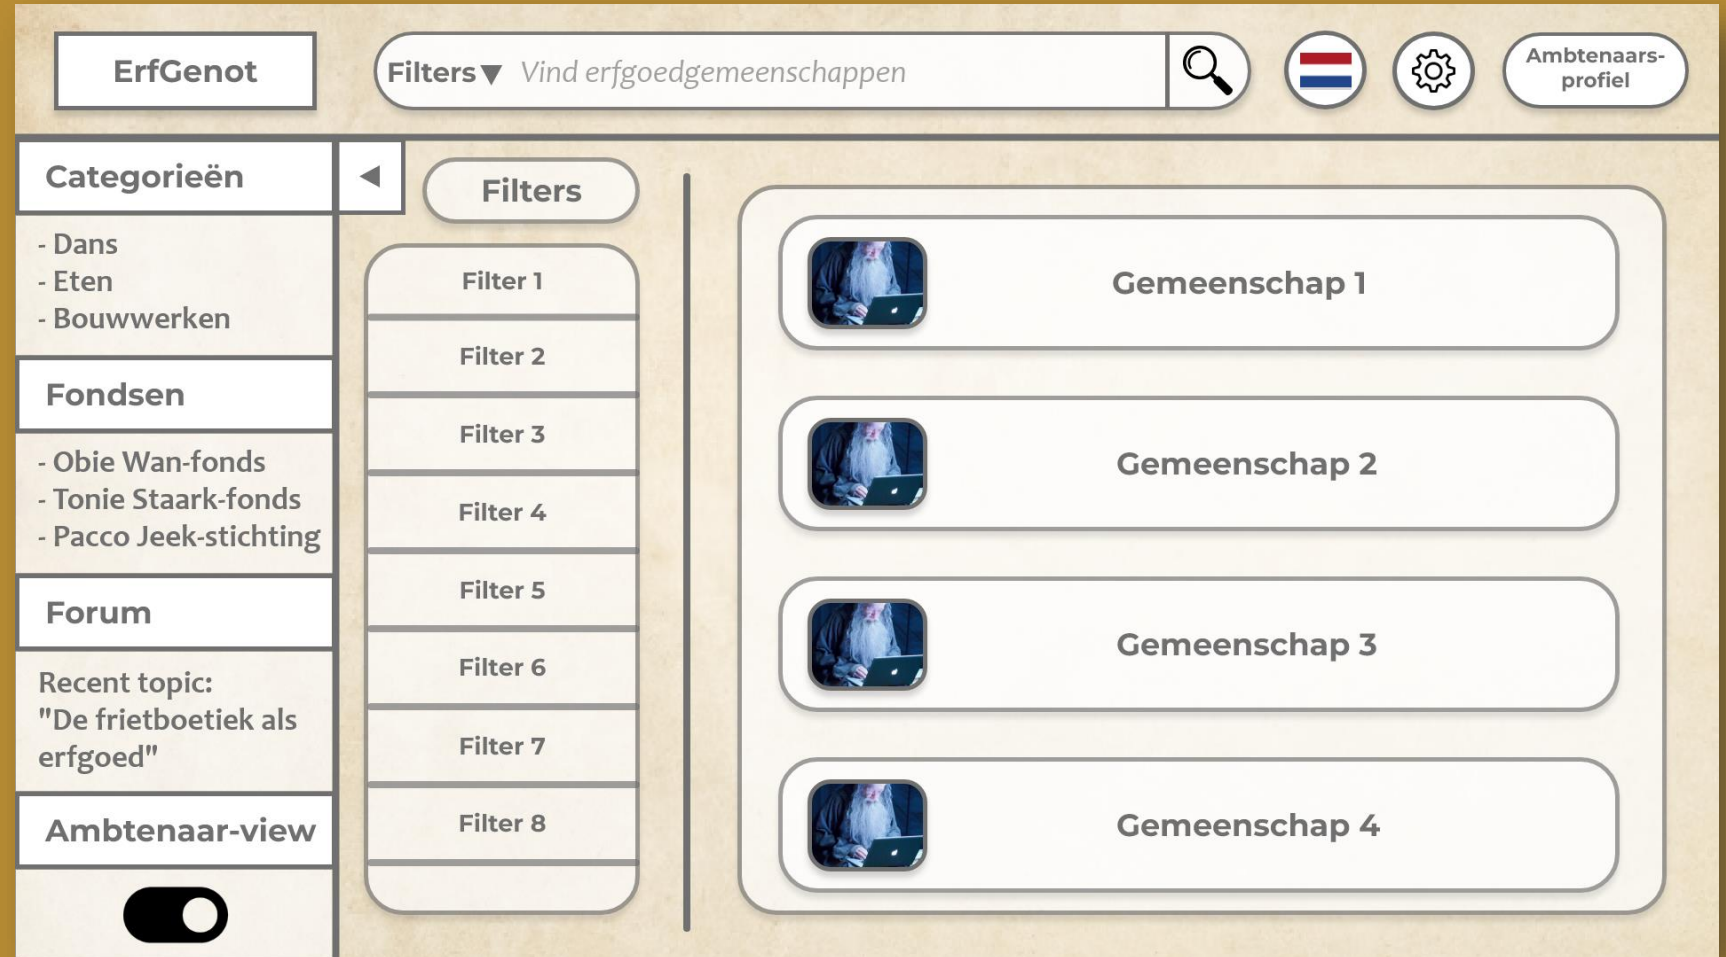 ErfGenot
Filters▼ Vind erfgoedgemeenschappen
Ambtenaars-
profiel
Categorieën
- Dans
- Eten
- Bouwwerken
Fondsen
- Obie Wan-fonds
- Tonie Staark-fonds
- Pacco Jeek-stichting
Forum
Recent topic:
"De frietboetiek als
erfgoed"
Ambtenaar-view
Filters
Filter 1
Filter 2
Filter 3
Filter 4
Filter 5
Filter 6
Filter 7
Filter 8
Gemeenschap 1
Gemeenschap 2
Gemeenschap 3
Gemeenschap 4